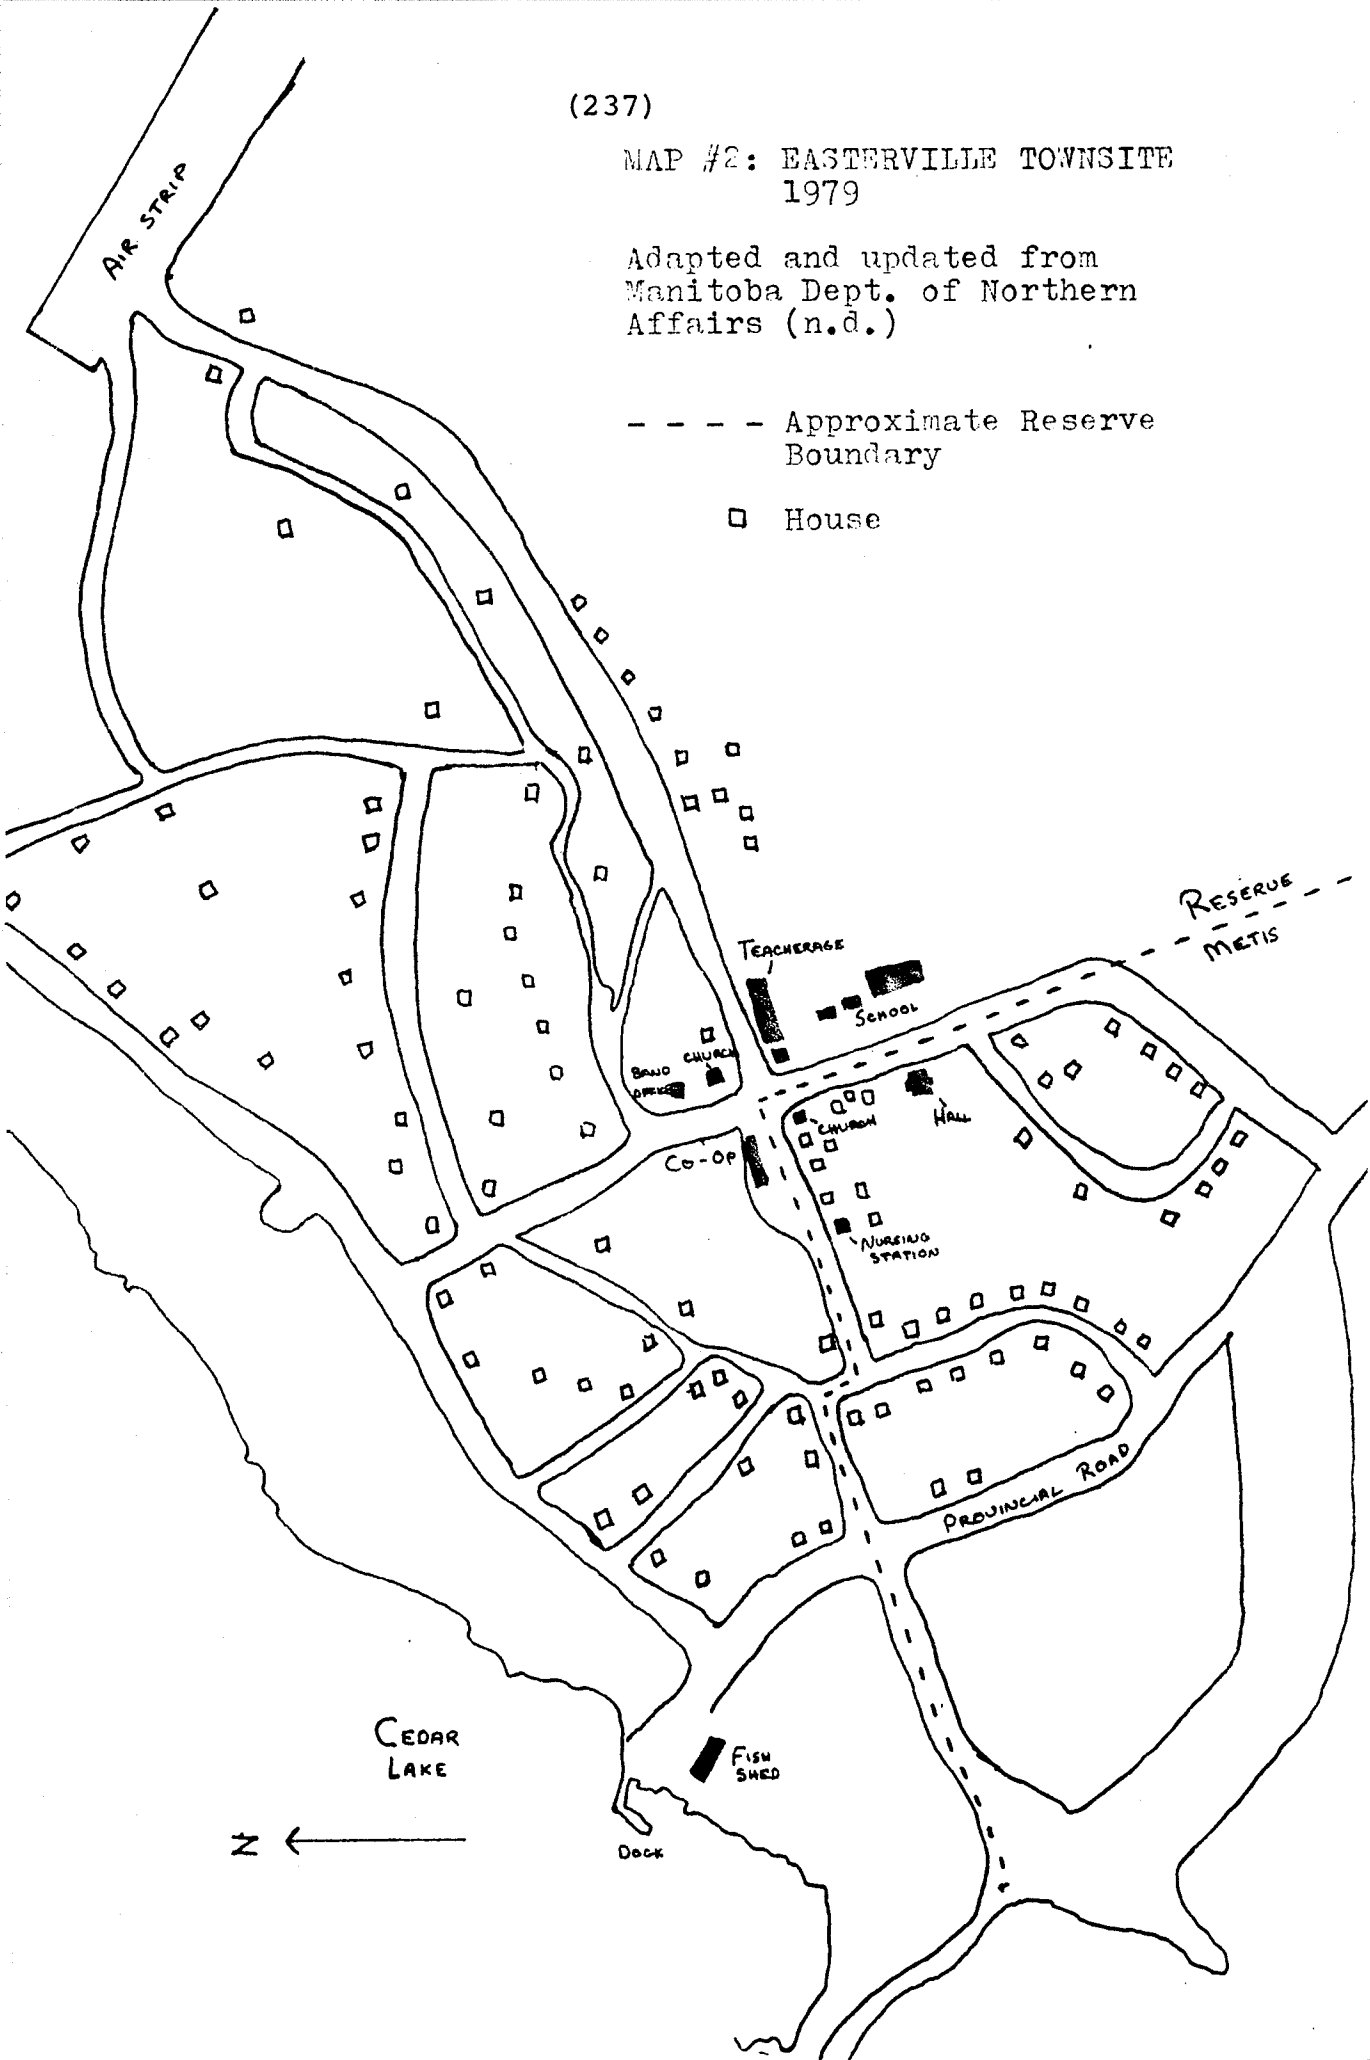 (237)
MAP #2: EASTERVILLE TOWNSITE
1979
Adapted and updated from
Manitoba Dept. of Northern
Affairs (n.d.)
- - - - Approximate Reserve
Boundary
House
AIR STRIP
RESERVE
METIS
TEACHERAGE
SCHOOL
CHURCH
BAND
OFFICE
HALL
CHURCH
CO-OP
NURSING
STATION
PROVINCIAL ROAD
CEDAR
LAKE
FISH
SHED
N
DOCK